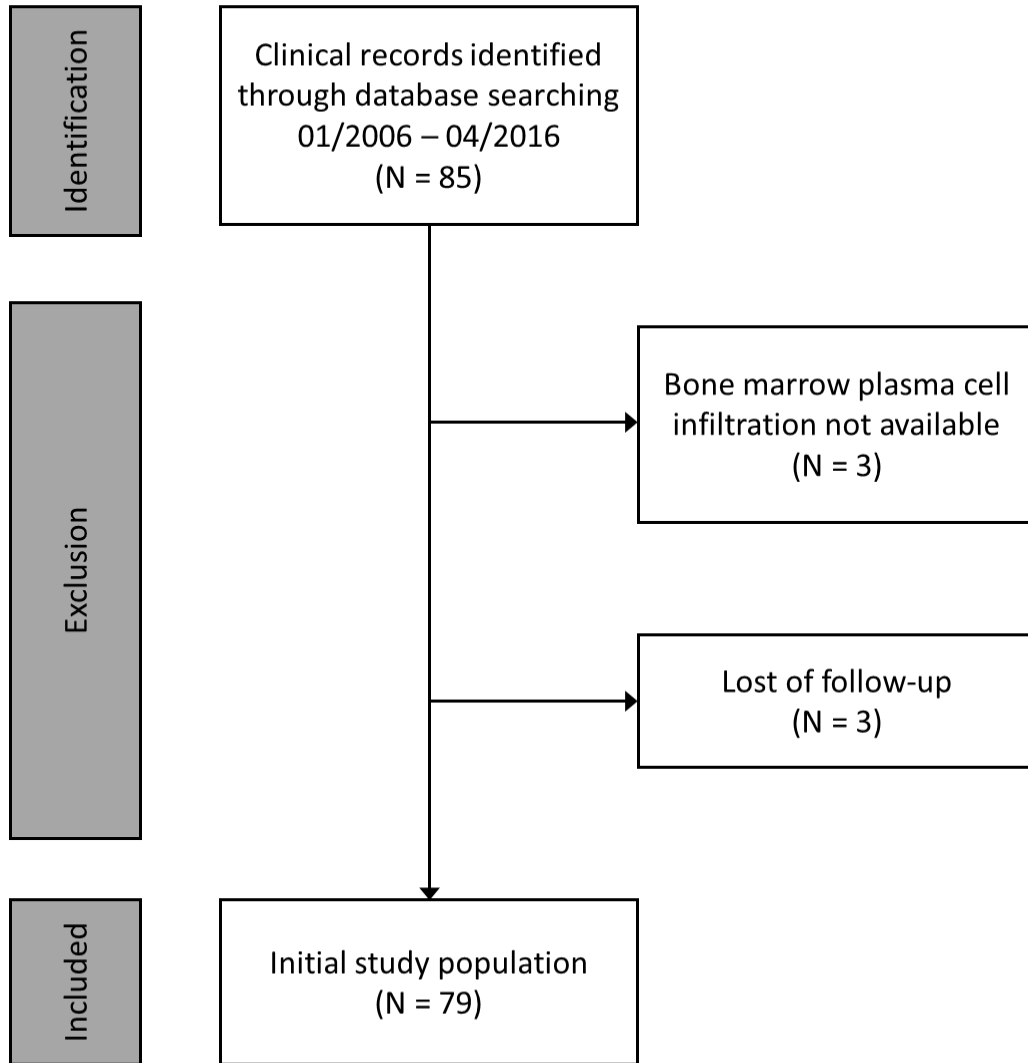 Identification
Clinical records identified
through database searching
01/2006 – 04/2016
(N = 85)
Exclusion
Bone marrow plasma cell
infiltration not available
(N = 3)
Lost of follow-up
(N = 3)
Included
Initial study population
(N = 79)